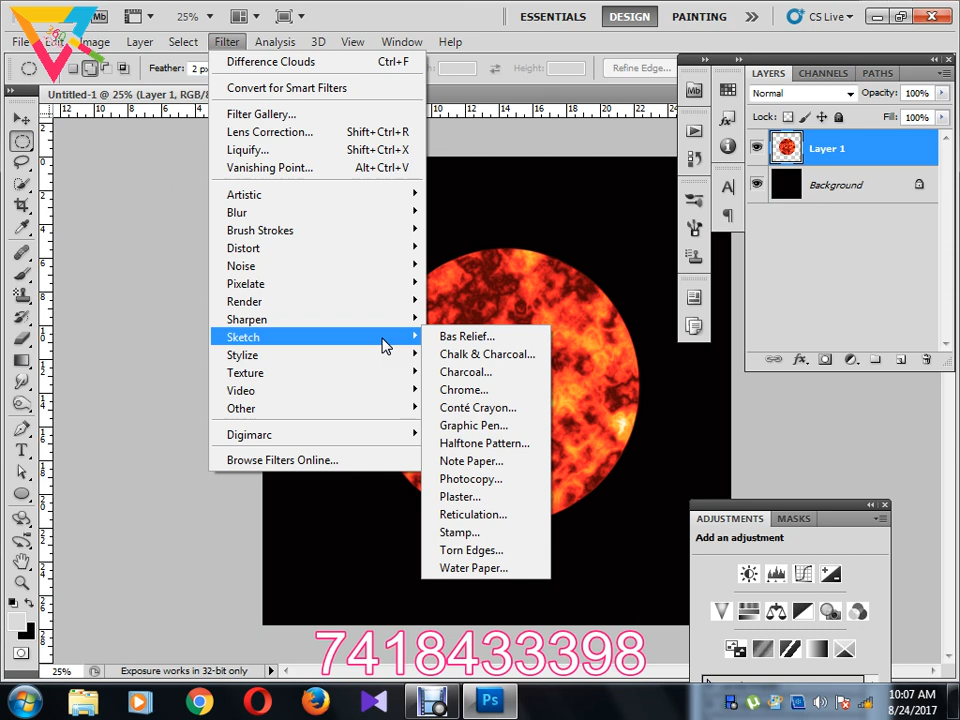 Mb
25%
ESSENTIALS
DESIGN
PAINTING
CS Live
File
Edit
Image
Layer
Select
Filter
Analysis
3D
View
Window
Help
Feather: 2 px
Height:
Refine Edge...
Untitled-1 @ 25% (Layer 1, RGB/8
Difference Clouds Ctrl+F
Convert for Smart Filters
Filter Gallery...
Lens Correction... Shift+Ctrl+R
Liquify... Shift+Ctrl+X
Vanishing Point... Alt+Ctrl+V
Artistic
Blur
Brush Strokes
Distort
Noise
Pixelate
Render
Sharpen
Sketch
Stylize
Texture
Video
Other
Digimarc
Browse Filters Online...
Bas Relief...
Chalk & Charcoal...
Charcoal...
Chrome...
Conté Crayon...
Graphic Pen...
Halftone Pattern...
Note Paper...
Photocopy...
Plaster...
Reticulation...
Stamp...
Torn Edges...
Water Paper...
LAYERS
CHANNELS
PATHS
Normal
Opacity: 100%
Lock:
Fill: 100%
Layer 1
Background
ADJUSTMENTS
MASKS
Add an adjustment
7418433398
25%
Exposure works in 32-bit only
Ps
10:07 AM
8/24/2017